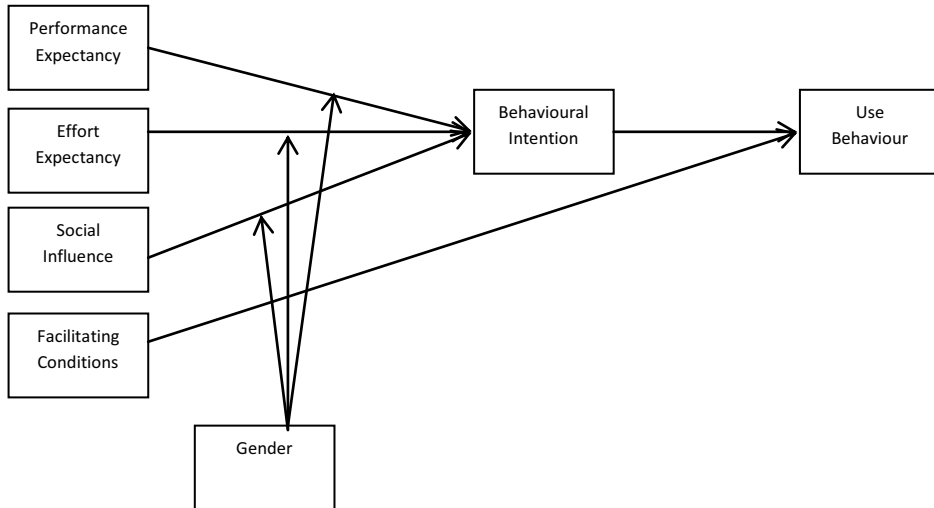 Performance
Expectancy
Effort
Expectancy
Social
Influence
Facilitating
Conditions
Gender
Behavioural
Intention
Use
Behaviour